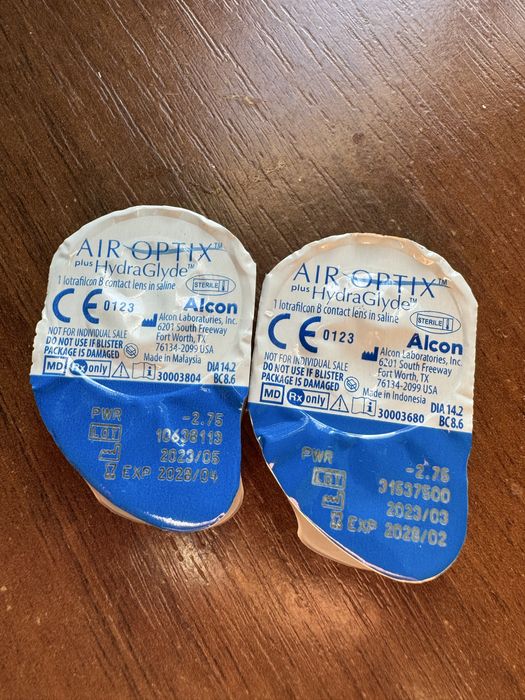 AIR OPTIX™
plus HydraGlyde™
1 lotrafilcon B contact lens in saline
STERILE
CE 0123
Alcon
Alcon Laboratories, Inc.
6201 South Freeway
Fort Worth, TX
76134-2099 USA
Made in Malaysia
NOT FOR INDIVIDUAL SALE
DO NOT USE IF BLISTER
PACKAGE IS DAMAGED
MD Rx only i 30003804
DIA 14.2
BC 8.6
PWR -2.75
LOT 10638113
2023/05
EXP 2028/04
AIR OPTIX™
plus HydraGlyde™
1 lotrafilcon B contact lens in saline
STERILE
CE 0123
Alcon
Alcon Laboratories, Inc.
6201 South Freeway
Fort Worth, TX
76134-2099 USA
Made in Indonesia
NOT FOR INDIVIDUAL SALE
DO NOT USE IF BLISTER
PACKAGE IS DAMAGED
MD Rx only i 30003680
DIA 14.2
BC 8.6
PWR -2.75
LOT 31537500
2023/03
EXP 2028/02